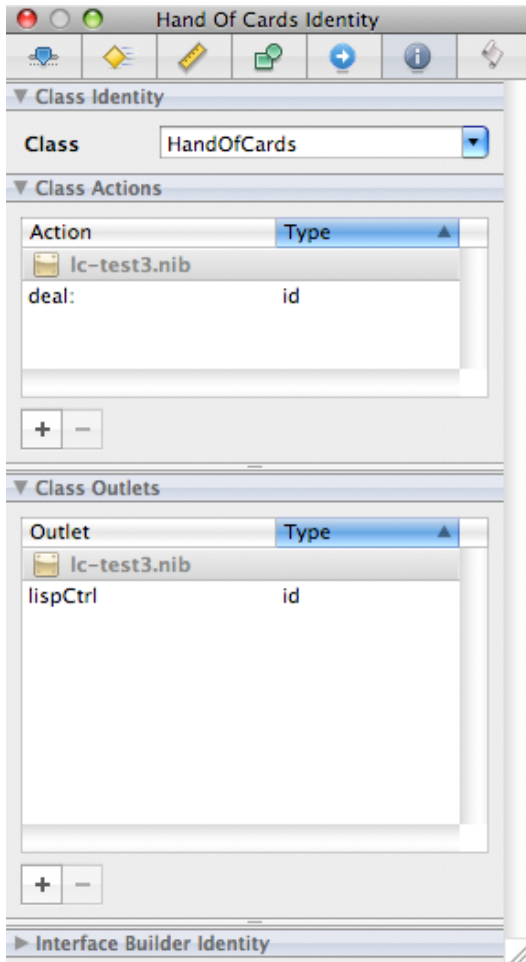 Hand Of Cards Identity
Class Identity
Class HandOfCards
Class Actions
Action Type
lc-test3.nib
deal: id
+ −
Class Outlets
Outlet Type
lc-test3.nib
lispCtrl id
+ −
Interface Builder Identity